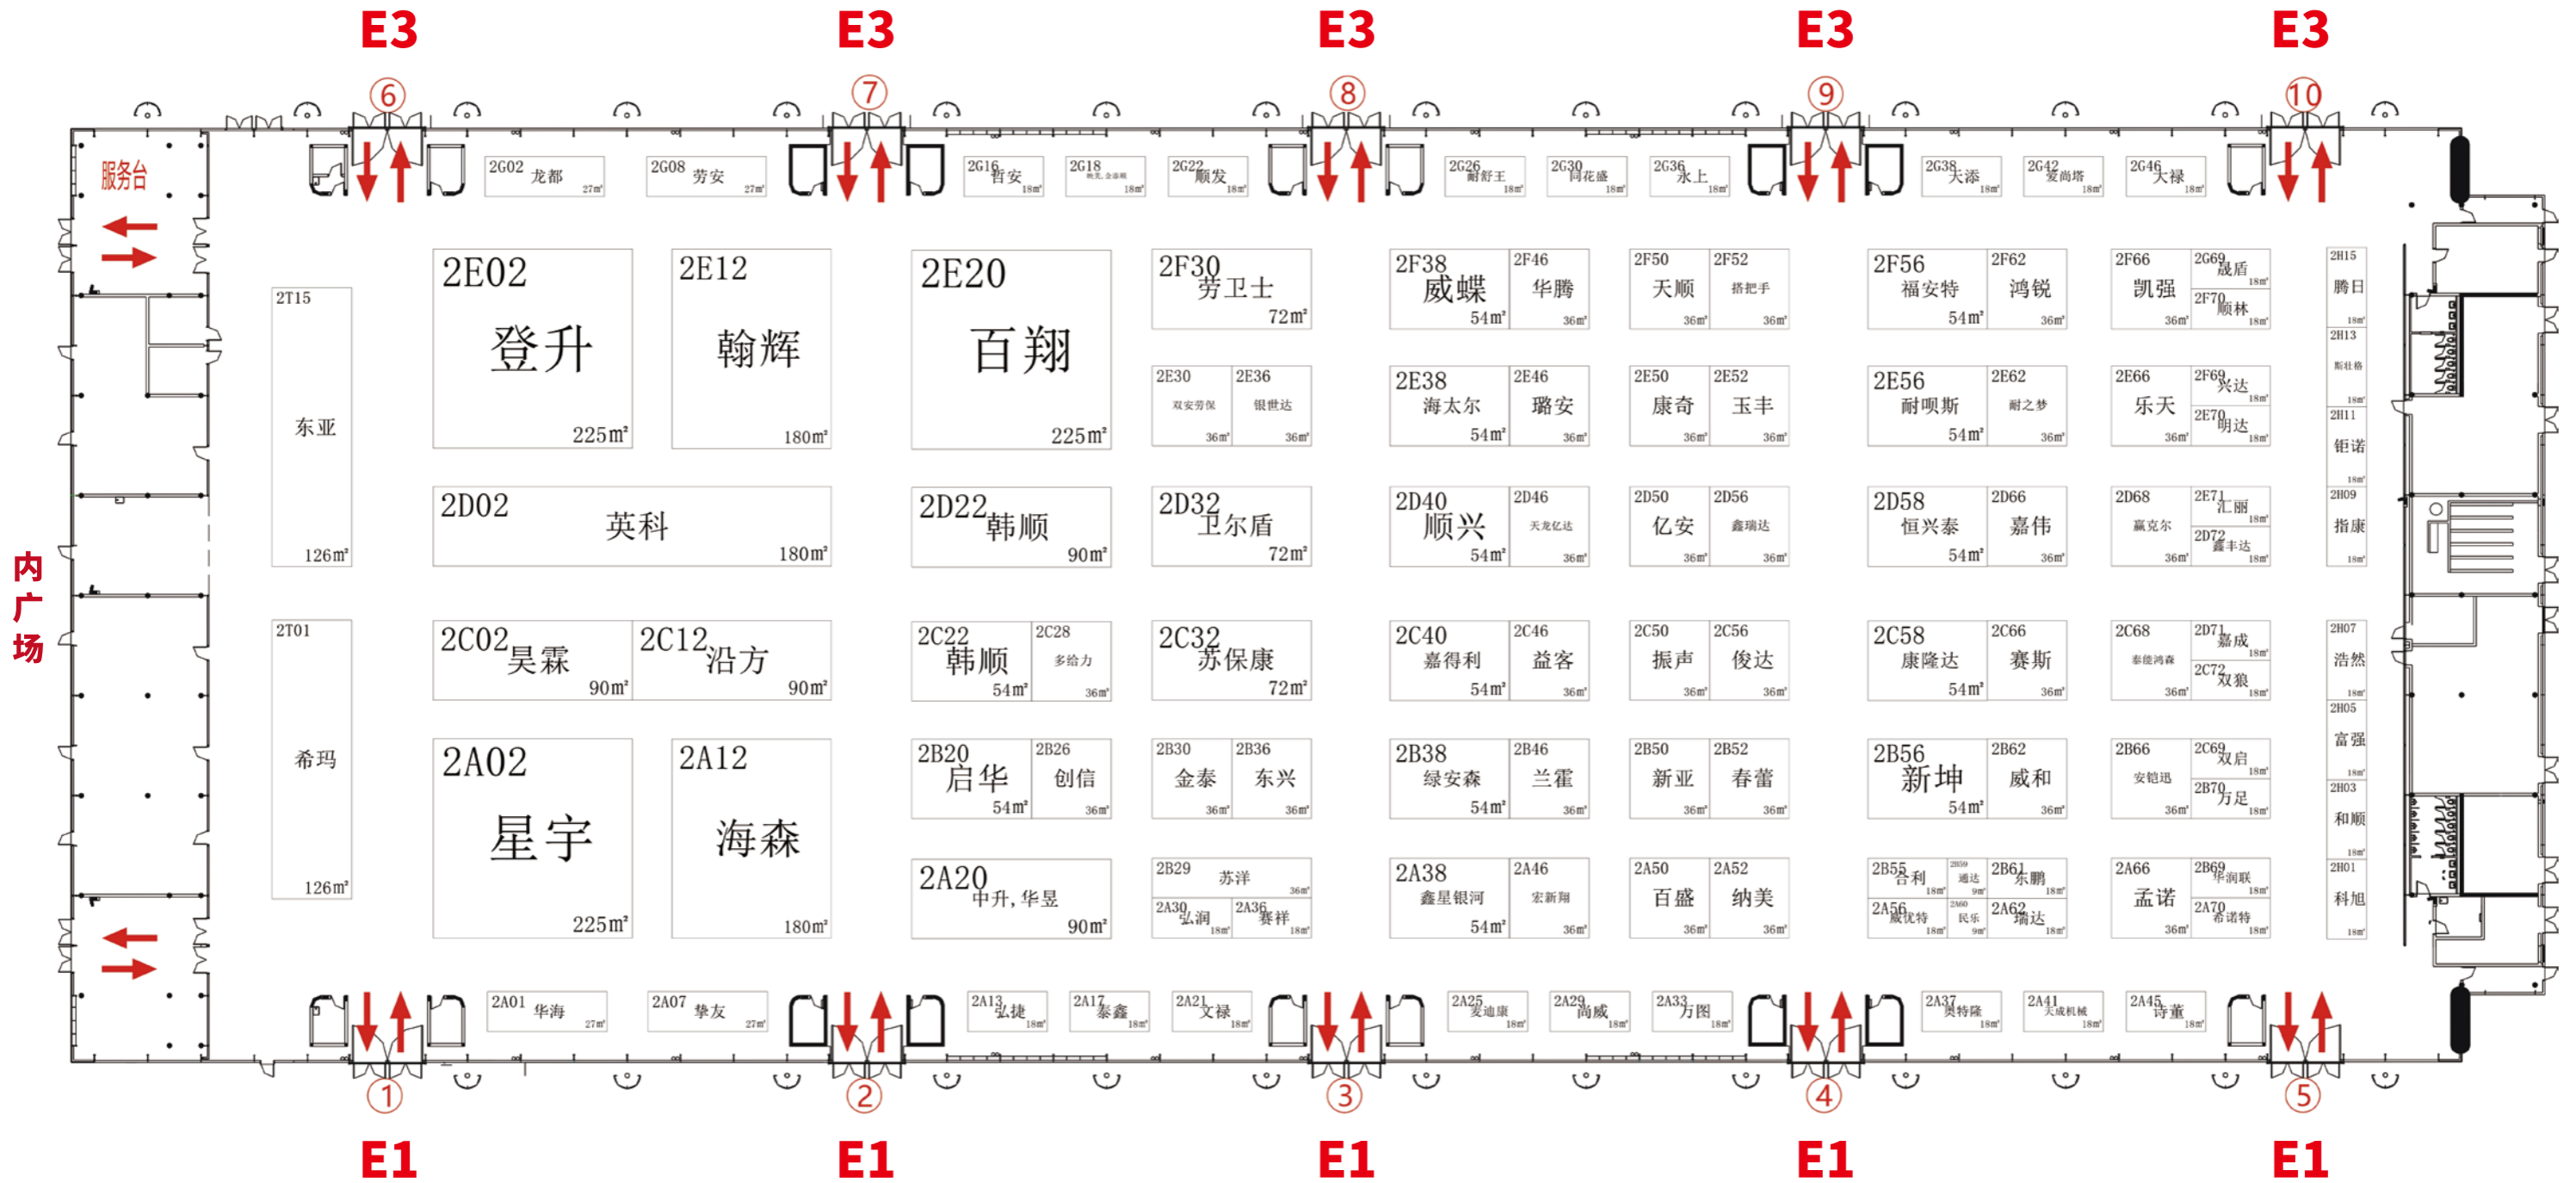 E3 E3 E3 E3 E3
6 7 8 9 10
服务台
2G02 龙都 27㎡
2G08 劳安 27㎡
2G16 哲安 18㎡
2G18 18㎡
2G22 顺发 18㎡
2G26 耐舒王 18㎡
2G30 同花盛 18㎡
2G36 永上 18㎡
2G38 天添 18㎡
2G42 爱尚塔 18㎡
2G46 大禄 18㎡
2T15 东亚 126㎡
2E02 登升 225㎡
2E12 翰辉 180㎡
2E20 百翔 225㎡
2F30 劳卫士 72㎡
2F38 威蝶 54㎡
2F46 华腾 36㎡
2F50 天顺 36㎡
2F52 搭把手 36㎡
2F56 福安特 54㎡
2F62 鸿锐 36㎡
2F66 凯强 36㎡
2G69 晟盾 18㎡
2F70 顺林 18㎡
2H15 腾日 18㎡
2H13 斯壮格 18㎡
2E30 双安劳保 36㎡
2E36 银世达 36㎡
2E38 海太尔 54㎡
2E46 璐安 36㎡
2E50 康奇 36㎡
2E52 玉丰 36㎡
2E56 耐呗斯 54㎡
2E62 耐之梦 36㎡
2E66 乐天 36㎡
2F69 兴达 18㎡
2E70 明达 18㎡
2H11 钜诺 18㎡
2D02 英科 180㎡
2D22 韩顺 90㎡
2D32 卫尔盾 72㎡
2D40 顺兴 54㎡
2D46 天龙亿达 36㎡
2D50 亿安 36㎡
2D56 鑫瑞达 36㎡
2D58 恒兴泰 54㎡
2D66 嘉伟 36㎡
2D68 赢克尔 36㎡
2E71 汇丽 18㎡
2D72 鑫丰达 18㎡
2H09 指康 18㎡
内广场
2T01 希玛 126㎡
2C02 昊霖 90㎡
2C12 沿方 90㎡
2C22 韩顺 54㎡
2C28 多给力 36㎡
2C32 苏保康 72㎡
2C40 嘉得利 54㎡
2C46 益客 36㎡
2C50 振声 36㎡
2C56 俊达 36㎡
2C58 康隆达 54㎡
2C66 赛斯 36㎡
2C68 泰能鸿森 36㎡
2D71 嘉成 18㎡
2C72 双狼 18㎡
2H07 浩然 18㎡
2H05 富强 18㎡
2A02 星宇 225㎡
2A12 海森 180㎡
2B20 启华 54㎡
2B26 创信 36㎡
2B30 金泰 36㎡
2B36 东兴 36㎡
2B38 绿安森 54㎡
2B46 兰霍 36㎡
2B50 新亚 36㎡
2B52 春蕾 36㎡
2B56 新坤 54㎡
2B62 威和 36㎡
2B66 安铠迅 36㎡
2C69 双启 18㎡
2B70 万足 18㎡
2H03 和顺 18㎡
2A20 中升,华昱 90㎡
2B29 苏洋 36㎡
2A30 弘润 18㎡
2A36 赛祥 18㎡
2A38 鑫星银河 54㎡
2A46 宏新翔 36㎡
2A50 百盛 36㎡
2A52 纳美 36㎡
2B55 合利 18㎡
2B59 通达 9㎡
2B61 东鹏 18㎡
2A56 威优特 18㎡
2A60 民乐 9㎡
2A62 瑞达 18㎡
2A66 孟诺 36㎡
2B69 华润联 18㎡
2A70 希诺特 18㎡
2H01 科旭 18㎡
2A01 华海 27㎡
2A07 挚友 27㎡
2A13 弘捷 18㎡
2A17 泰鑫 18㎡
2A21 文禄 18㎡
2A25 麦迪康 18㎡
2A29 尚威 18㎡
2A33 万图 18㎡
2A37 奥特隆 18㎡
2A41 天成机械 18㎡
2A45 诗董 18㎡
1 2 3 4 5
E1 E1 E1 E1 E1